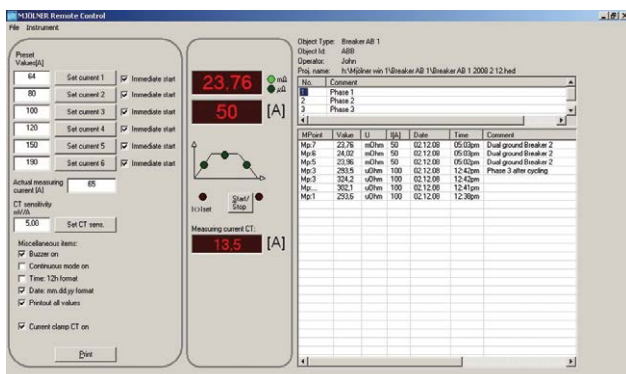 MJÖLNER Remote Control
File Instrument
Preset
Values[A]
64 Set current 1 Immediate start
80 Set current 2 Immediate start
100 Set current 3 Immediate start
120 Set current 4 Immediate start
150 Set current 5 Immediate start
190 Set current 6 Immediate start
Actual measuring
current [A] 65
CT sensitivity
mV/A
5,00 Set CT sens.
Miscellaneous items:
Buzzer on
Continuous mode on
Time: 12h format
Date: mm.dd.yy format
Printout all values
Current clamp CT on
Print
23.76 mΩ
µΩ
50 [A]
I<>Iset Start/
Stop
Measuring current CT:
13.5 [A]
Object Type: Breaker AB 1
Object Id: ABB
Operator: John
Proj. name: h:\Mjölner win 1\Breaker AB 1\Breaker AB 1 2008 2 12.hed
No. Comment
1 Phase 1
2 Phase 2
3 Phase 3
MPoint Value U I[A] Date Time Comment
Mp:7 23,76 mOhm 50 02.12.08 05:03pm Dual ground Breaker 2
Mp:6 24,02 mOhm 50 02.12.08 05:03pm Dual ground Breaker 2
Mp:5 23,96 mOhm 50 02.12.08 05:02pm Dual ground Breaker 2
Mp:3 293,5 uOhm 100 02.12.08 12:42pm Phase 3 after cycling
Mp:3 324,2 uOhm 100 02.12.08 12:42pm
Mp:... 302,1 uOhm 100 02.12.08 12:41pm
Mp:1 293,6 uOhm 100 02.12.08 12:38pm